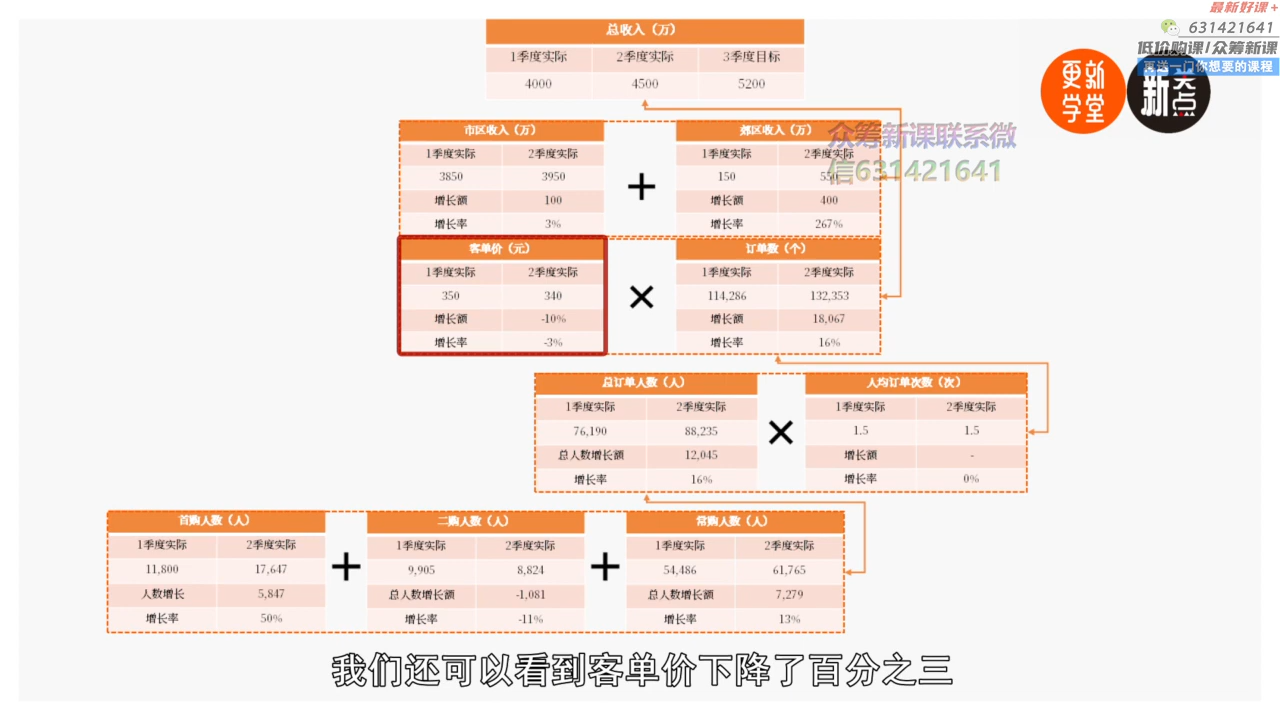 最新好课+
631421641
低价购课/众筹新课
再送一门你想要的课程
更新学堂
新关点
众筹新课联系微
信631421641
总收入（万）
1季度实际 2季度实际 3季度目标
4000 4500 5200
市区收入（万） + 郊区收入（万）
1季度实际 2季度实际 1季度实际 2季度实际
3850 3950 150 550
增长额 100 增长额 400
增长率 3% 增长率 267%
客单价（元） × 订单数（个）
1季度实际 2季度实际 1季度实际 2季度实际
350 340 114,286 132,353
增长额 -10% 增长额 18,067
增长率 -3% 增长率 16%
总订单人数（人） × 人均订单次数（次）
1季度实际 2季度实际 1季度实际 2季度实际
76,190 88,235 1.5 1.5
总人数增长额 12,045 增长额 -
增长率 16% 增长率 0%
首购人数（人） + 二购人数（人） + 常购人数（人）
1季度实际 2季度实际 1季度实际 2季度实际 1季度实际 2季度实际
11,800 17,647 9,905 8,824 54,486 61,765
人数增长 5,847 总人数增长额 -1,081 总人数增长额 7,279
增长率 50% 增长率 -11% 增长率 13%
我们还可以看到客单价下降了百分之三